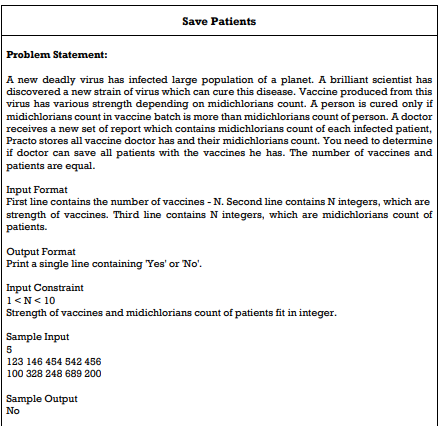 Save Patients
Problem Statement:
A new deadly virus has infected large population of a planet. A brilliant scientist has
discovered a new strain of virus which can cure this disease. Vaccine produced from this
virus has various strength depending on midichlorians count. A person is cured only if
midichlorians count in vaccine batch is more than midichlorians count of person. A doctor
receives a new set of report which contains midichlorians count of each infected patient,
Practo stores all vaccine doctor has and their midichlorians count. You need to determine
if doctor can save all patients with the vaccines he has. The number of vaccines and
patients are equal.
Input Format
First line contains the number of vaccines - N. Second line contains N integers, which are
strength of vaccines. Third line contains N integers, which are midichlorians count of
patients.
Output Format
Print a single line containing 'Yes' or 'No'.
Input Constraint
1 < N < 10
Strength of vaccines and midichlorians count of patients fit in integer.
Sample Input
5
123 146 454 542 456
100 328 248 689 200
Sample Output
No